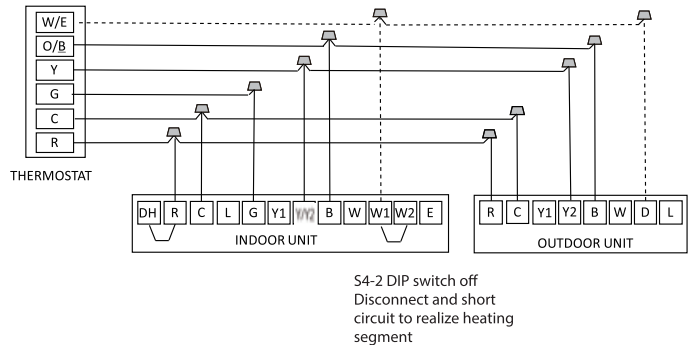 W/E
O/B
Y
G
C
R
THERMOSTAT
DH R C L G Y1 Y/Y2 B W W1 W2 E
INDOOR UNIT
R C Y1 Y2 B W D L
OUTDOOR UNIT
S4-2 DIP switch off
Disconnect and short
circuit to realize heating
segment